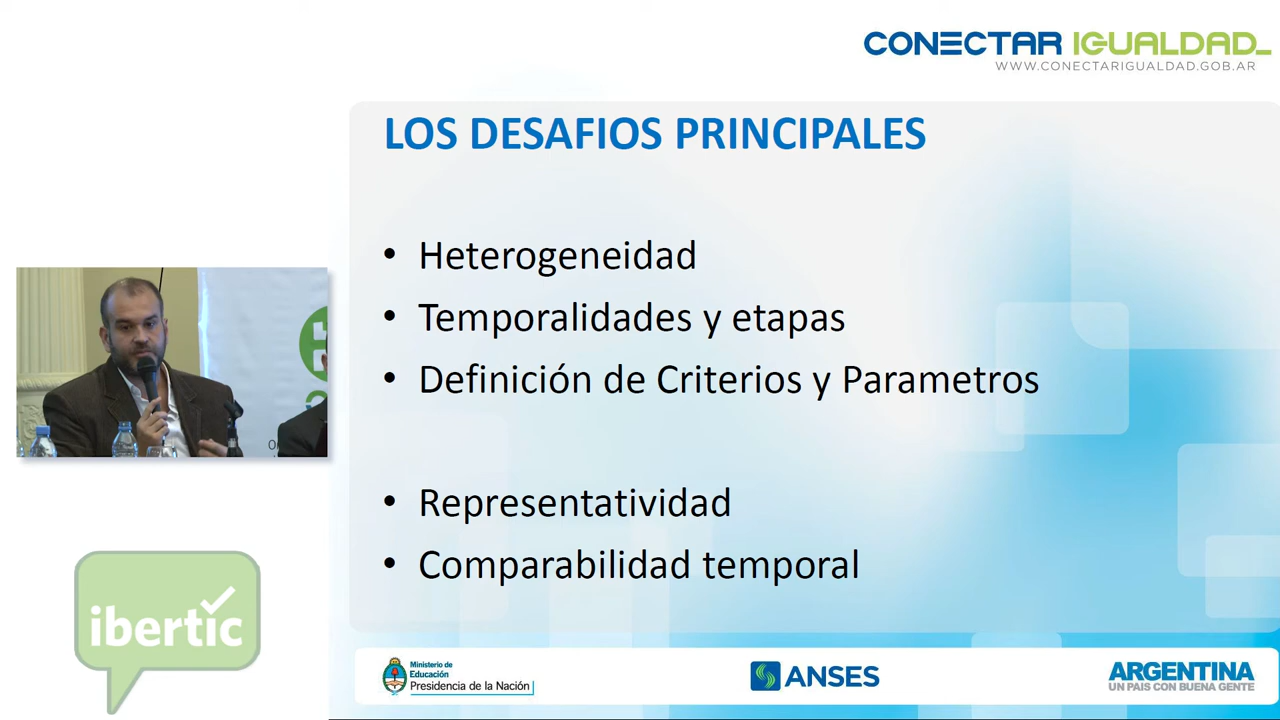 CONECTAR IGUALDAD_
WWW.CONECTARIGUALDAD.GOB.AR
LOS DESAFIOS PRINCIPALES
• Heterogeneidad
• Temporalidades y etapas
• Definición de Criterios y Parametros
• Representatividad
• Comparabilidad temporal
ibertic
Ministerio de
Educación
Presidencia de la Nación
ANSES
ARGENTINA
UN PAIS CON BUENA GENTE